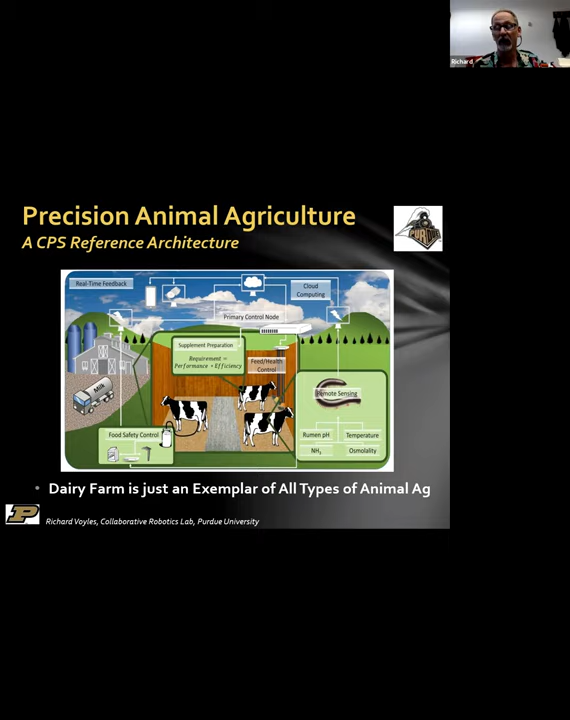 Richard
Precision Animal Agriculture
A CPS Reference Architecture
PURDUE
Real-Time Feedback
Cloud
Computing
Primary Control Node
Supplement Preparation
Requirement =
Performance ÷ Efficiency
Feed/Health
Control
Remote Sensing
Milk
Food Safety Control
Rumen pH
Temperature
NH₃
Osmolality
• Dairy Farm is just an Exemplar of All Types of Animal Ag
P
Richard Voyles, Collaborative Robotics Lab, Purdue University